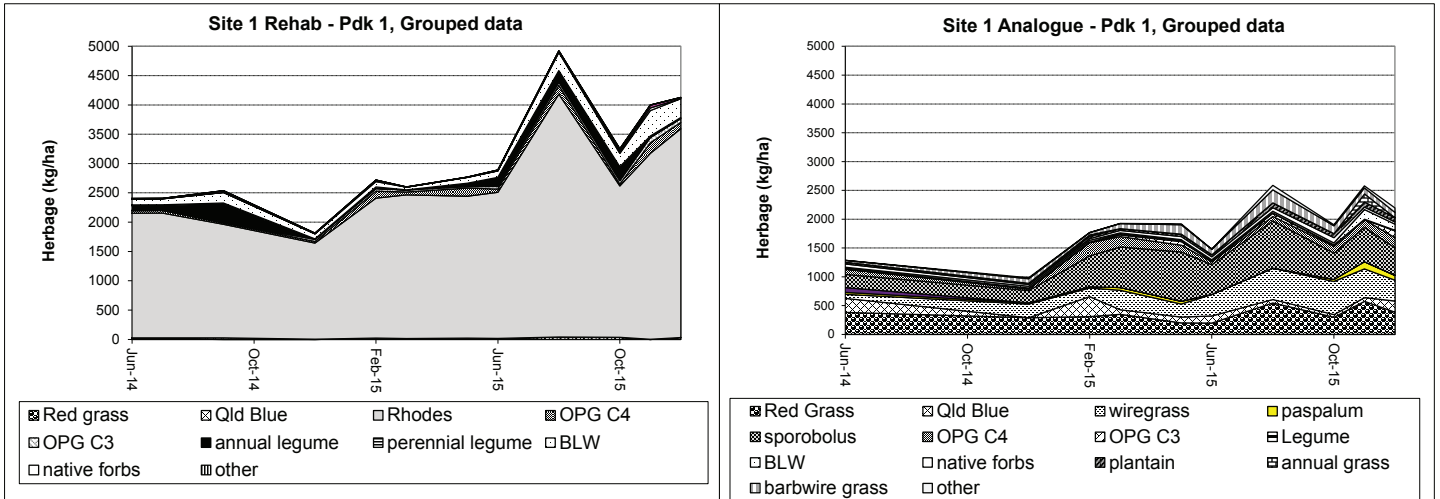 Site 1 Rehab - Pdk 1, Grouped data
Herbage (kg/ha)
5000
4500
4000
3500
3000
2500
2000
1500
1000
500
0
Jun-14
Oct-14
Feb-15
Jun-15
Oct-15
Red grass
Qld Blue
Rhodes
OPG C4
OPG C3
annual legume
perennial legume
BLW
native forbs
other
Site 1 Analogue - Pdk 1, Grouped data
Herbage (kg/ha)
5000
4500
4000
3500
3000
2500
2000
1500
1000
500
0
Jun-14
Oct-14
Feb-15
Jun-15
Oct-15
Red Grass
Qld Blue
wiregrass
paspalum
sporobolus
OPG C4
OPG C3
Legume
BLW
native forbs
plantain
annual grass
barbwire grass
other